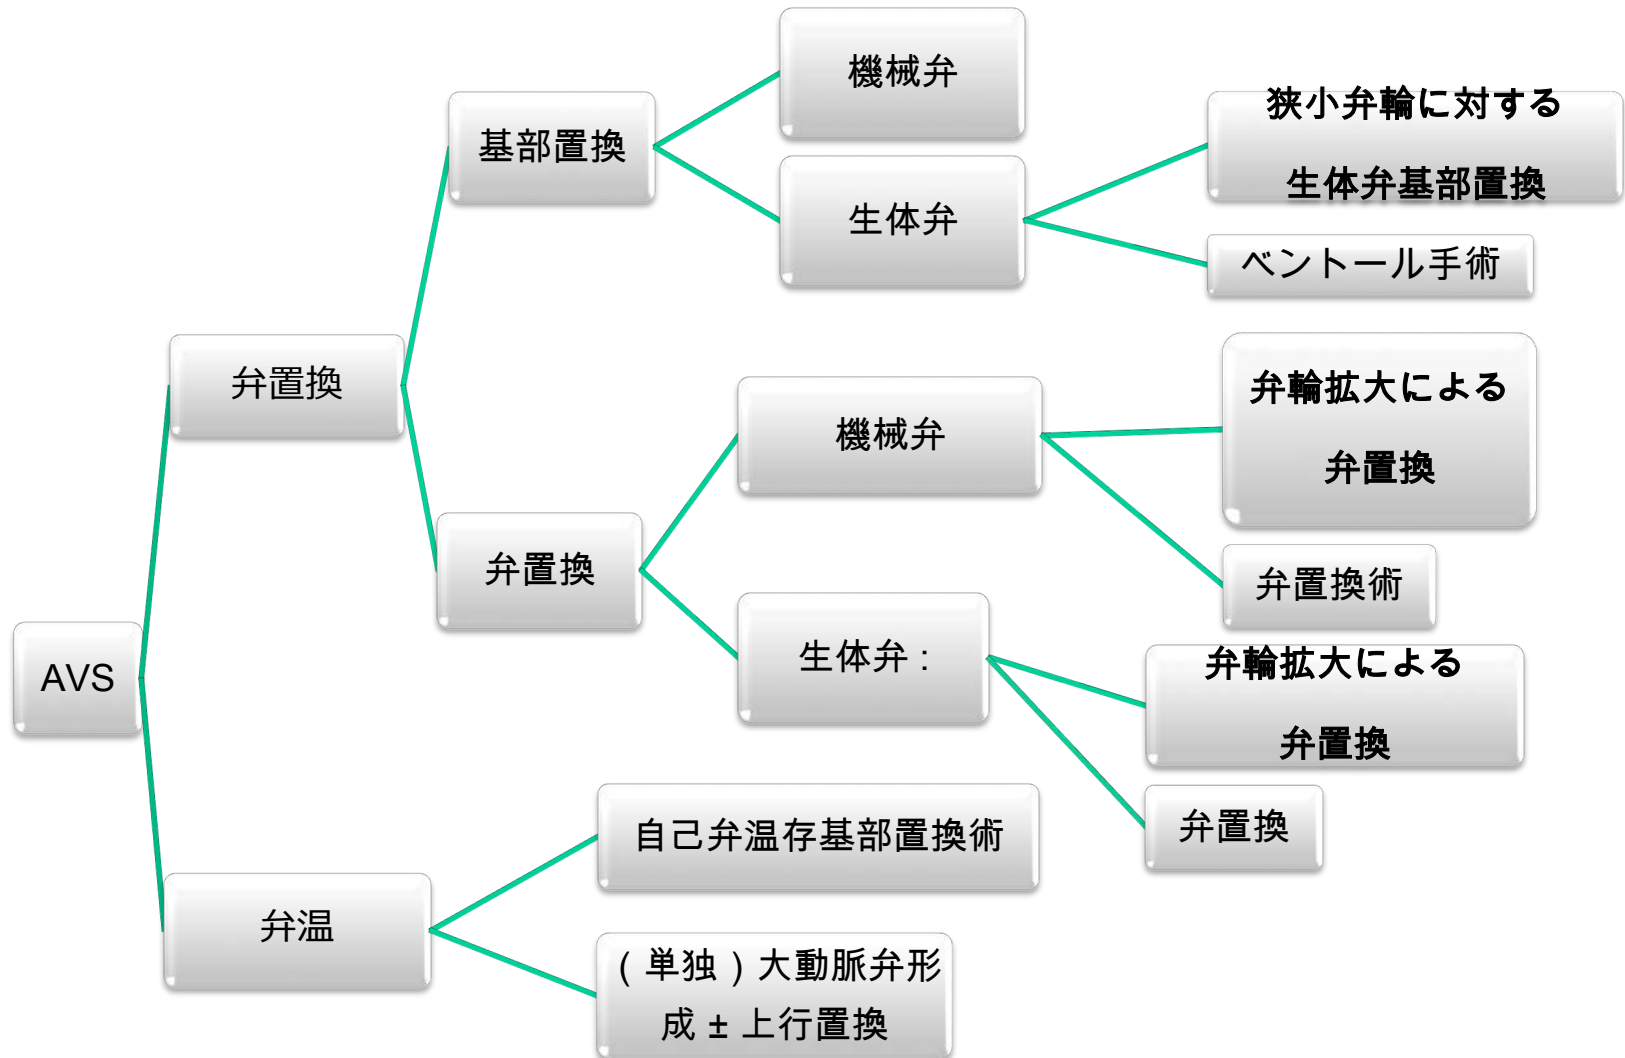 AVS
弁置換
基部置換
機械弁
生体弁
狭小弁輪に対する
生体弁基部置換
ベントール手術
弁置換
機械弁
弁輪拡大による
弁置換
弁置換術
生体弁：
弁輪拡大による
弁置換
弁置換
弁温
自己弁温存基部置換術
（単独）大動脈弁形
成 ± 上行置換